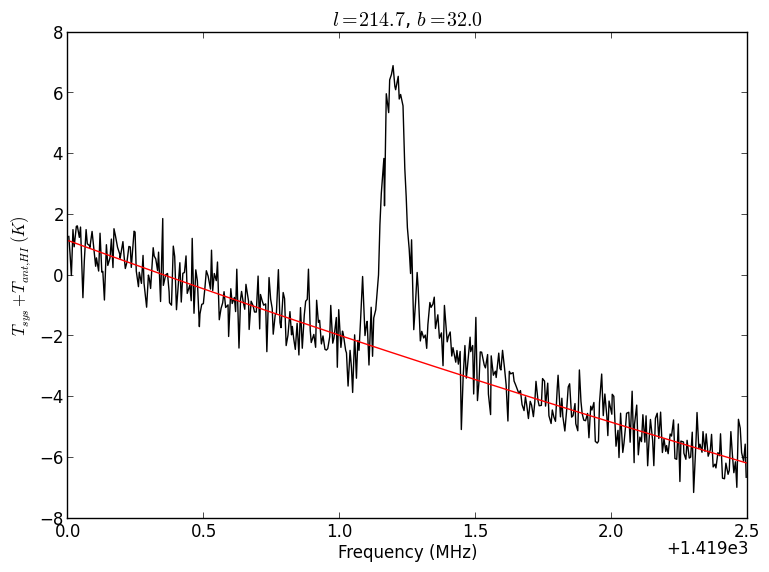 l = 214.7, b = 32.0
8
6
4
2
0
−2
−4
−6
−8
T_sys + T_ant,HI (K)
0.0 0.5 1.0 1.5 2.0 2.5
Frequency (MHz)
+1.419e3